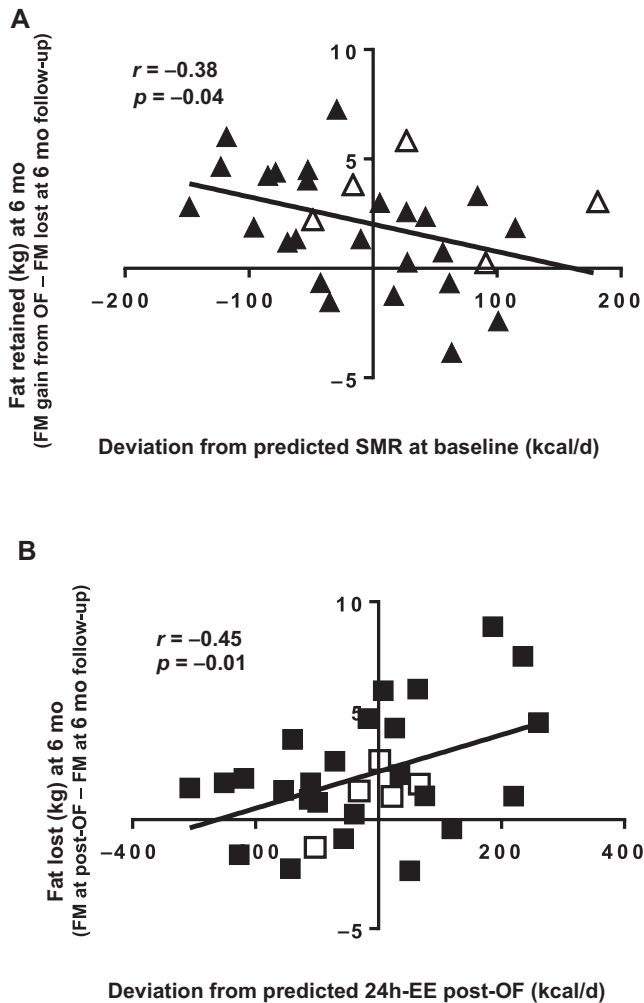 A
r = –0.38
p = –0.04
Fat retained (kg) at 6 mo
(FM gain from OF – FM lost at 6 mo follow-up)
10
5
–200
–100
100
200
–5
Deviation from predicted SMR at baseline (kcal/d)
B
r = –0.45
p = –0.01
Fat lost (kg) at 6 mo
(FM at post-OF – FM at 6 mo follow-up)
10
5
–400
200
400
–5
Deviation from predicted 24h-EE post-OF (kcal/d)